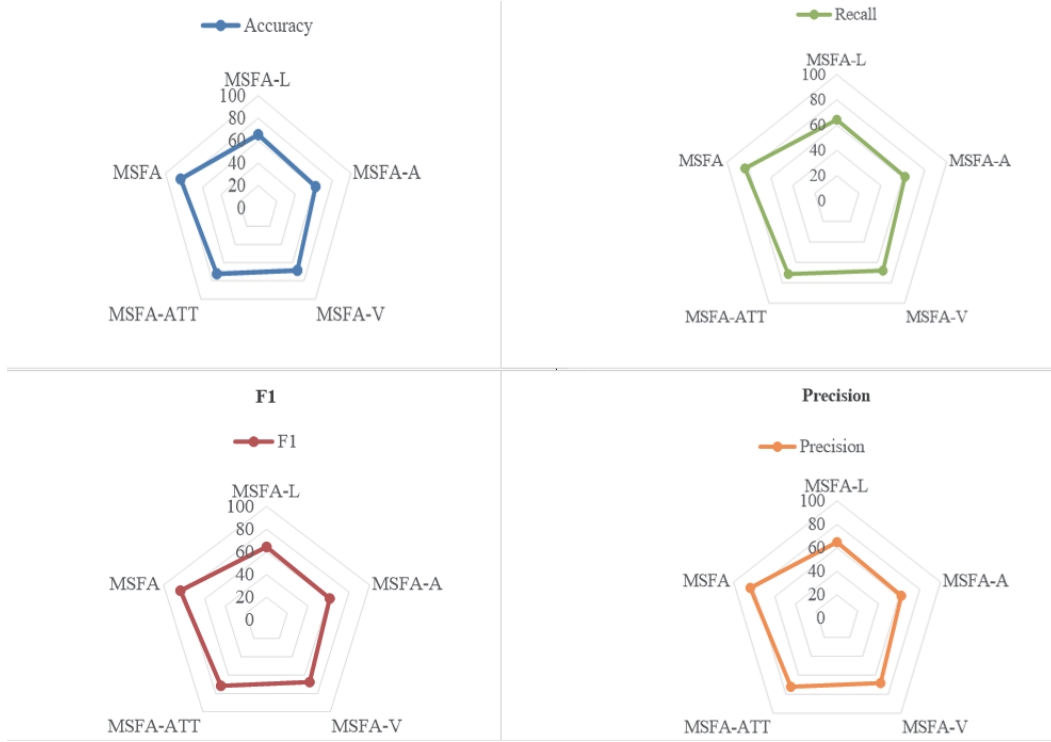 Accuracy
MSFA-L
100
80
60
40
20
0
MSFA
MSFA-A
MSFA-ATT
MSFA-V
Recall
MSFA-L
100
80
60
40
20
0
MSFA
MSFA-A
MSFA-ATT
MSFA-V
F1
F1
MSFA-L
100
80
60
40
20
0
MSFA
MSFA-A
MSFA-ATT
MSFA-V
Precision
Precision
MSFA-L
100
80
60
40
20
0
MSFA
MSFA-A
MSFA-ATT
MSFA-V